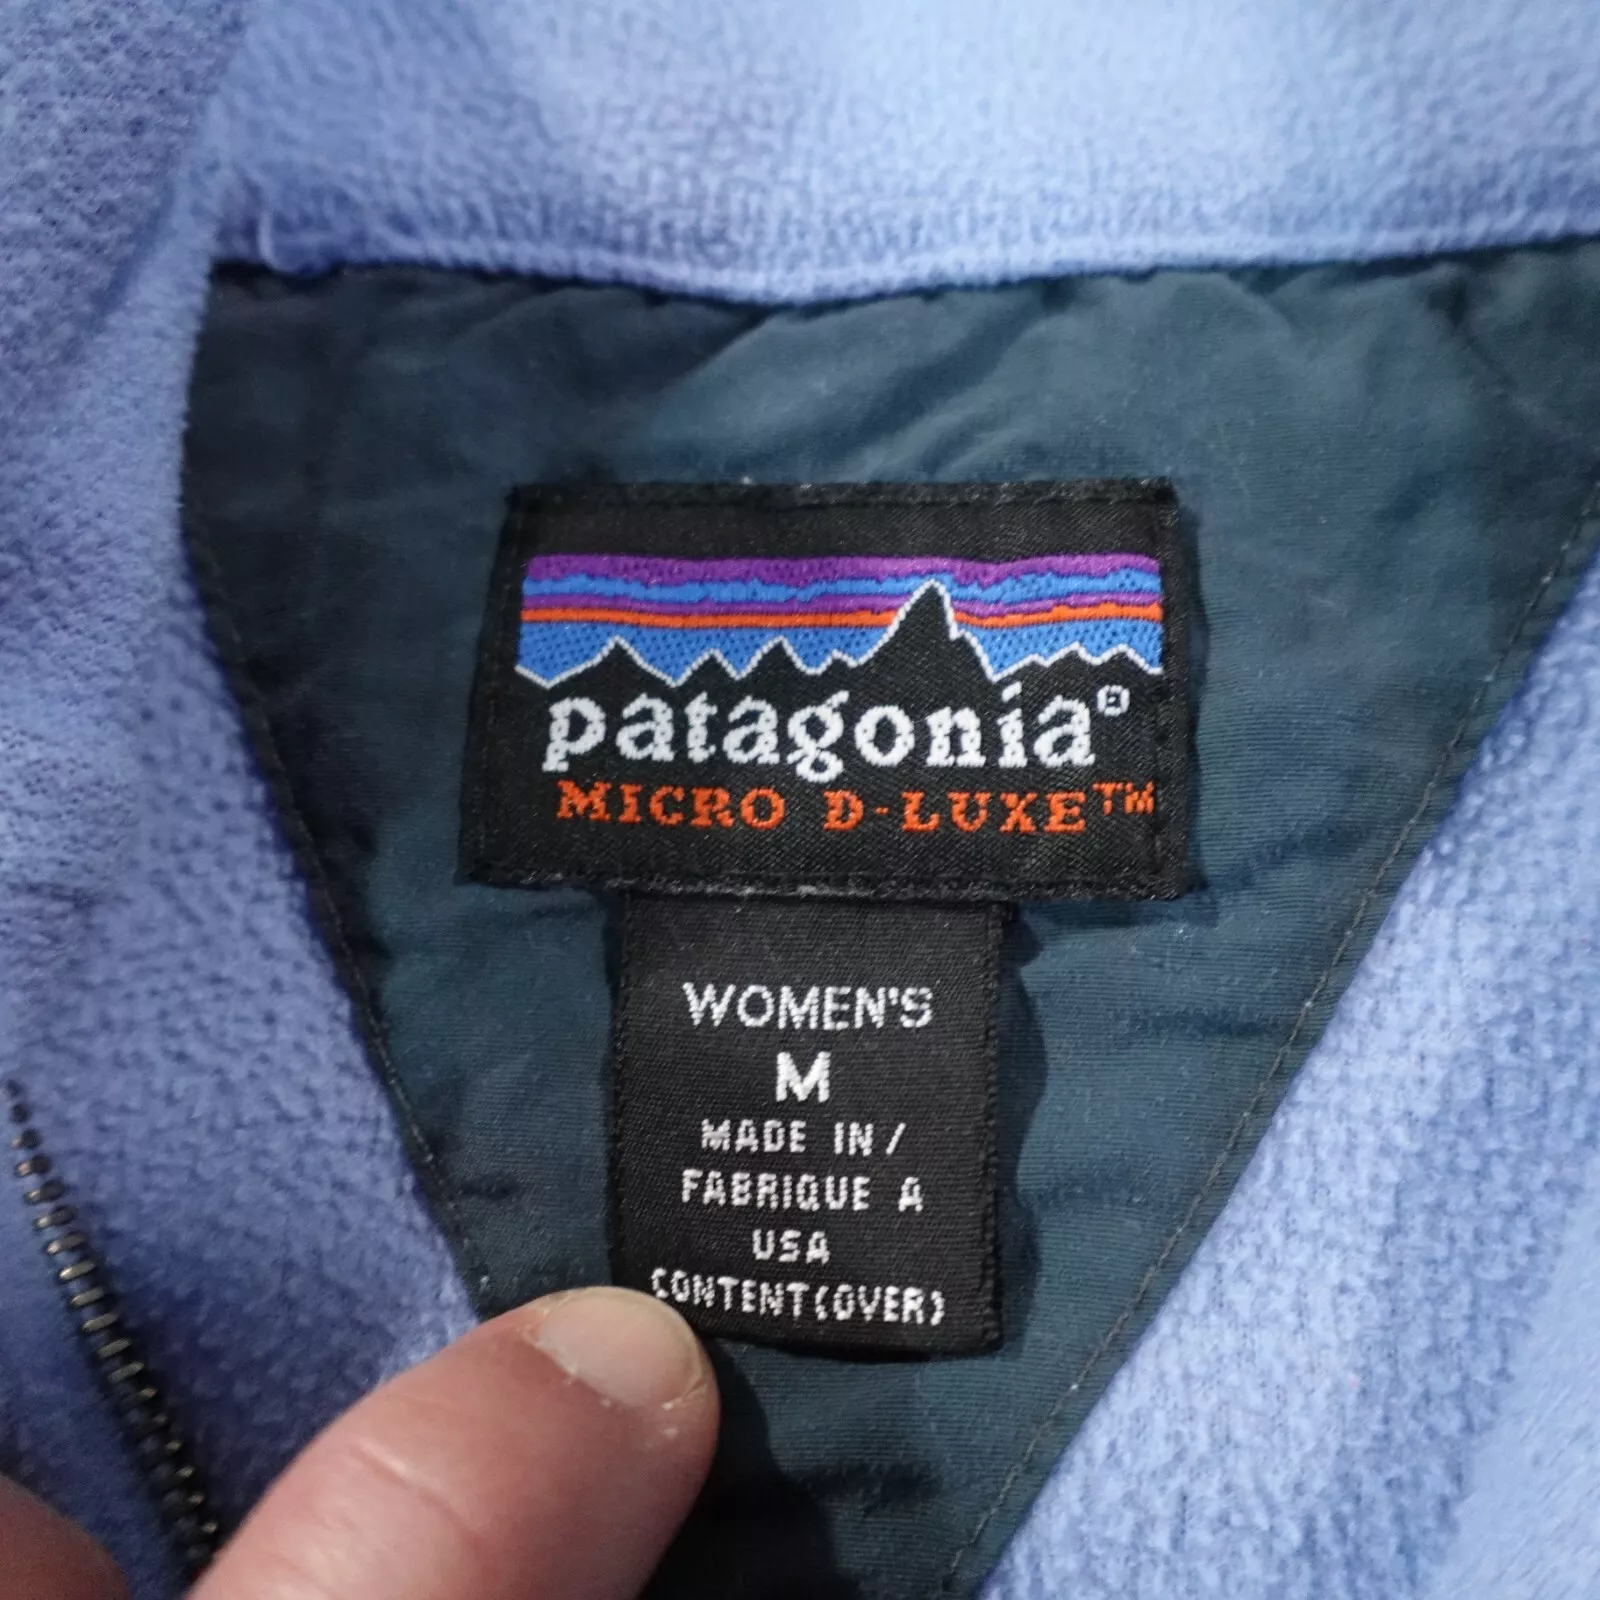 patagonia®
MICRO D-LUXE™
WOMEN'S
M
MADE IN /
FABRIQUE A
USA
CONTENT(OVER)